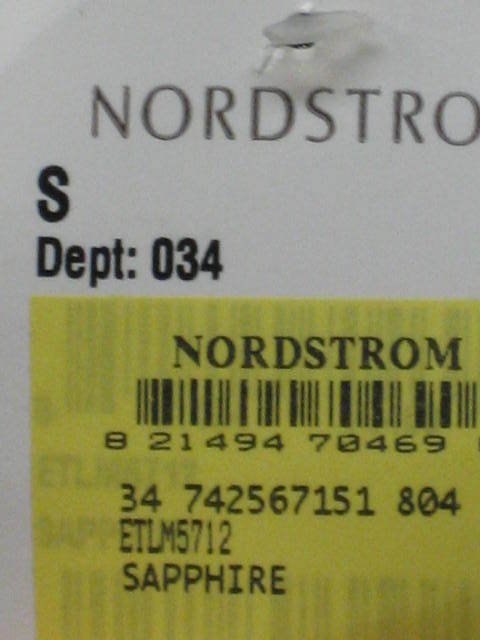 NORDSTRO
S
Dept: 034
NORDSTROM
8 21494 70469
34 742567151 804
ETLM5712
SAPPHIRE